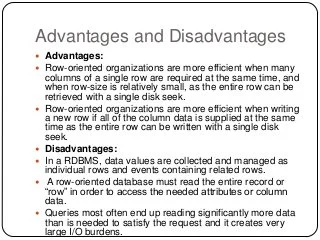 Advantages and Disadvantages
• Advantages:
• Row-oriented organizations are more efficient when many
columns of a single row are required at the same time, and
when row-size is relatively small, as the entire row can be
retrieved with a single disk seek.
• Row-oriented organizations are more efficient when writing
a new row if all of the column data is supplied at the same
time as the entire row can be written with a single disk
seek.
• Disadvantages:
• In a RDBMS, data values are collected and managed as
individual rows and events containing related rows.
• A row-oriented database must read the entire record or
“row” in order to access the needed attributes or column
data.
• Queries most often end up reading significantly more data
than is needed to satisfy the request and it creates very
large I/O burdens.